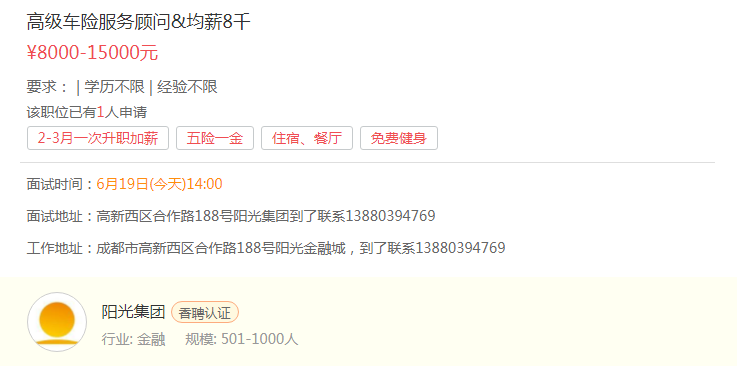 高级车险服务顾问&均薪8千
¥8000-15000元
要求： | 学历不限 | 经验不限
该职位已有1人申请
2-3月一次升职加薪 五险一金 住宿、餐厅 免费健身
面试时间：6月19日(今天)14:00
面试地址：高新西区合作路188号阳光集团到了联系13880394769
工作地址：成都市高新西区合作路188号阳光金融城，到了联系13880394769
阳光集团 香聘认证
行业: 金融 规模: 501-1000人